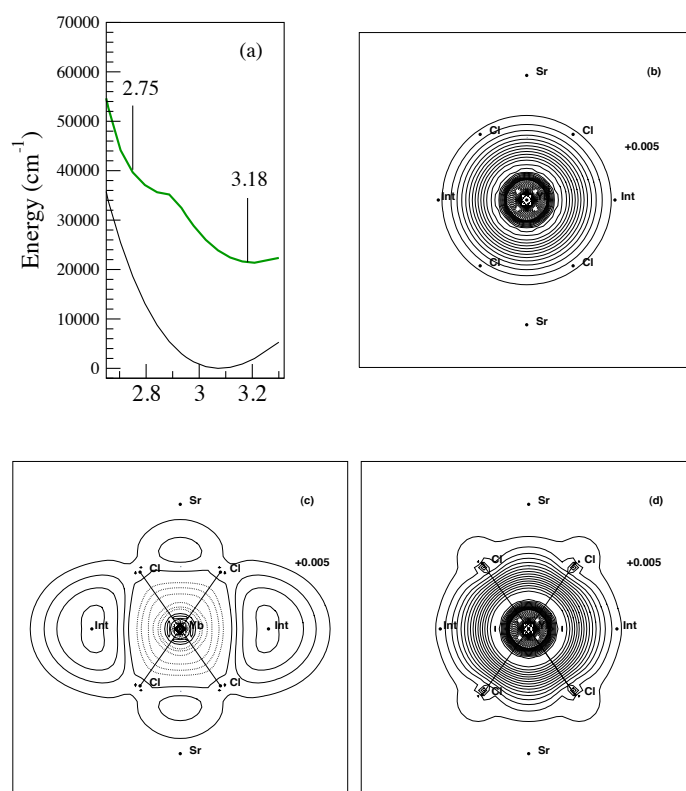 70000
(a)
60000
2.75
50000
3.18
40000
30000
20000
10000
0
Energy (cm-1)
2.8 3 3.2
Sr (b)
Cl Cl
+0.005
Int Int
Cl Cl
Sr
Sr (c)
+0.005
Cl Cl
Int Yb Int
Cl Cl
Sr
Sr (d)
Cl Cl +0.005
Int Int
Cl Cl
Sr